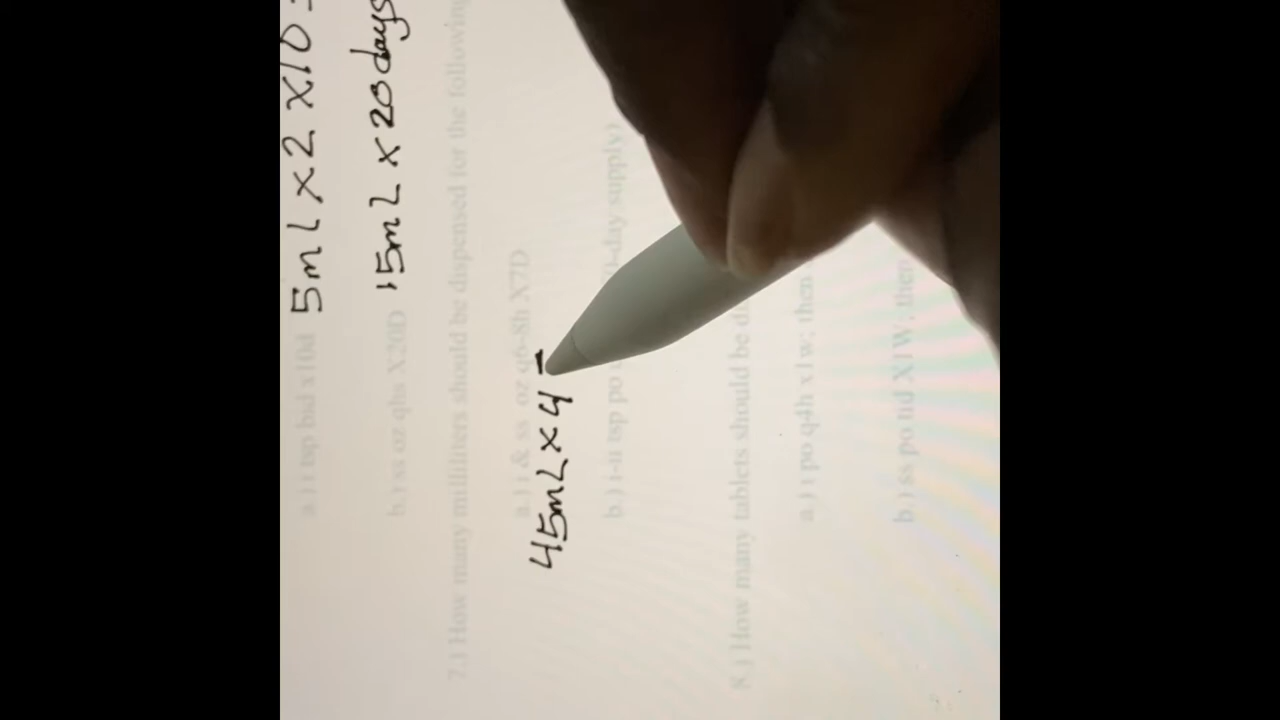 a.) i tsp bid x10d 5mL x 2 x 10 =
b.) ss oz qhs X20D 15mL x 20 days
7.) How many milliliters should be dispensed for the following
a.) i & ss oz q6-8h X7D
45mL x 4
b.) i-ii tsp po -day supply)
8.) How many tablets should be
a.) i po q4h x1w; then
b.) ss po tid X1W; then